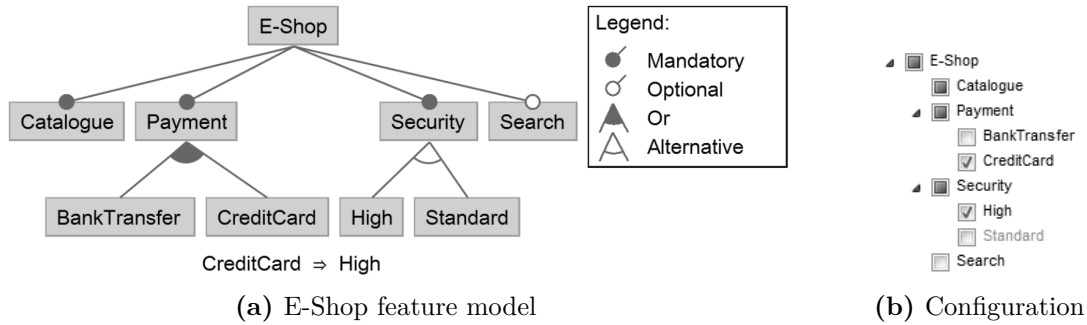 E-Shop
Catalogue
Payment
Security
Search
BankTransfer
CreditCard
High
Standard
CreditCard ⇒ High
Legend:
Mandatory
Optional
Or
Alternative
(a) E-Shop feature model
E-Shop
Catalogue
Payment
BankTransfer
CreditCard
Security
High
Standard
Search
(b) Configuration